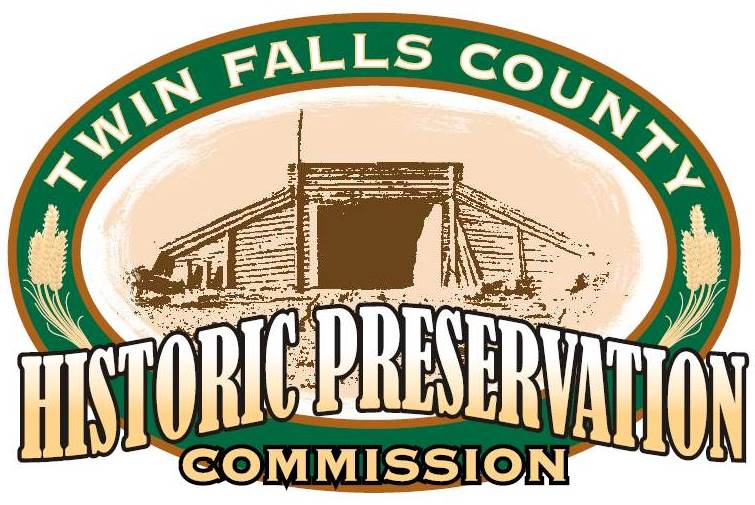 TWIN FALLS COUNTY
HISTORIC PRESERVATION
COMMISSION